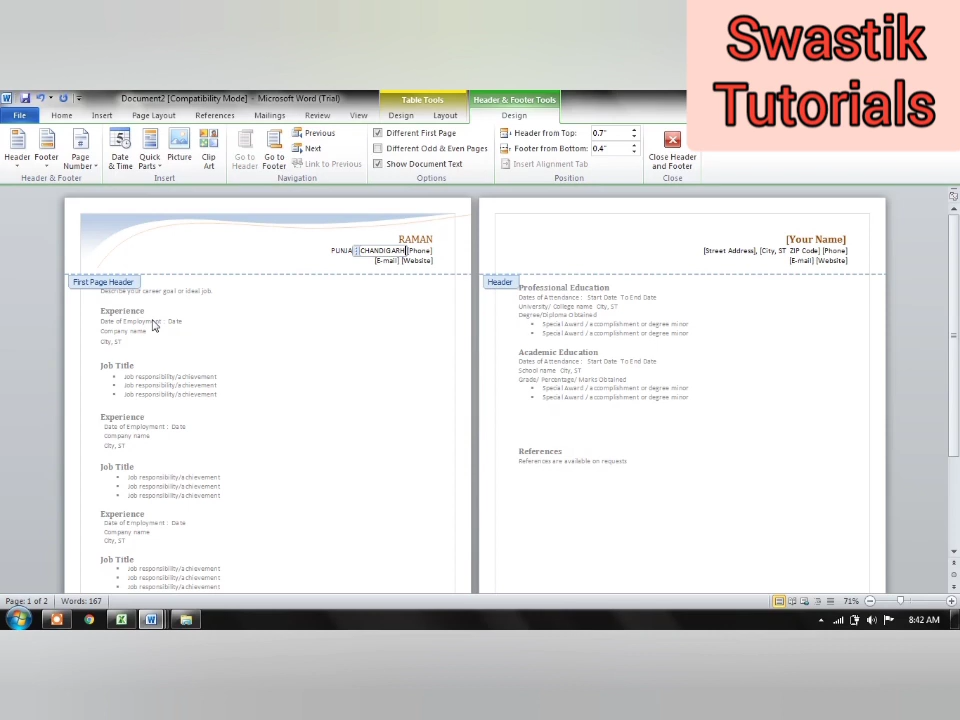 Swastik
Tutorials
Document2 [Compatibility Mode] - Microsoft Word (Trial)
Table Tools
Header & Footer Tools
File Home Insert Page Layout References Mailings Review View Design Layout Design
Header
Footer
Page Number
Date & Time
Quick Parts
Picture
Clip Art
Go to Header
Go to Footer
Previous
Next
Link to Previous
Different First Page
Different Odd & Even Pages
Show Document Text
Header from Top: 0.7"
Footer from Bottom: 0.4"
Insert Alignment Tab
Close Header and Footer
Header & Footer
Insert
Navigation
Options
Position
Close
RAMAN
PUNJA CHANDIGARH [Phone]
[E-mail] [Website]
First Page Header
Describe your career goal or ideal job.
Experience
Date of Employment : Date
Company name
City, ST
Job Title
• Job responsibility/achievement
• Job responsibility/achievement
• Job responsibility/achievement
Experience
Date of Employment : Date
Company name
City, ST
Job Title
• Job responsibility/achievement
• Job responsibility/achievement
• Job responsibility/achievement
Experience
Date of Employment : Date
Company name
City, ST
Job Title
• Job responsibility/achievement
• Job responsibility/achievement
• Job responsibility/achievement
[Your Name]
[Street Address], [City, ST ZIP Code] [Phone]
[E-mail] [Website]
Header
Professional Education
Dates of Attendance : Start Date To End Date
University/ College name City, ST
Degree/Diploma Obtained
• Special Award / accomplishment or degree minor
• Special Award / accomplishment or degree minor
Academic Education
Dates of Attendance : Start Date To End Date
School name City, ST
Grade/ Percentage/ Marks Obtained
• Special Award / accomplishment or degree minor
• Special Award / accomplishment or degree minor
References
References are available on requests
Page: 1 of 2 Words: 167
71%
8:42 AM